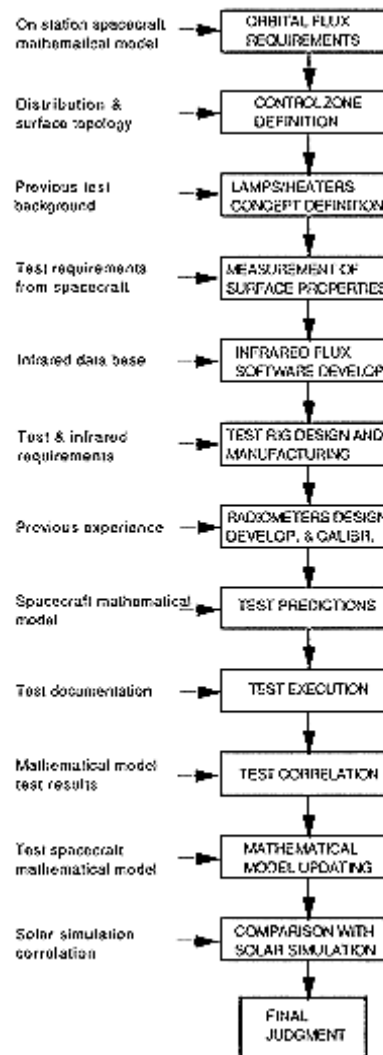 On station spacecraft
mathematical model
ORBITAL FLUX
REQUIREMENTS
Distribution &
surface topology
CONTROL ZONE
DEFINITION
Previous test
background
LAMPS/HEATERS
CONCEPT DEFINITION
Test requirements
from spacecraft
MEASUREMENT OF
SURFACE PROPERTIES
Infrared data base
INFRARED FLUX
SOFTWARE DEVELOP
Test & infrared
requirements
TEST RIG DESIGN AND
MANUFACTURING
Previous experience
RADIOMETERS DESIGN
DEVELOP. & CALIBR.
Spacecraft mathematical
model
TEST PREDICTIONS
Test documentation
TEST EXECUTION
Mathematical model
test results
TEST CORRELATION
Test spacecraft
mathematical model
MATHEMATICAL
MODEL UPDATING
Solar simulation
correlation
COMPARISON WITH
SOLAR SIMULATION
FINAL
JUDGMENT